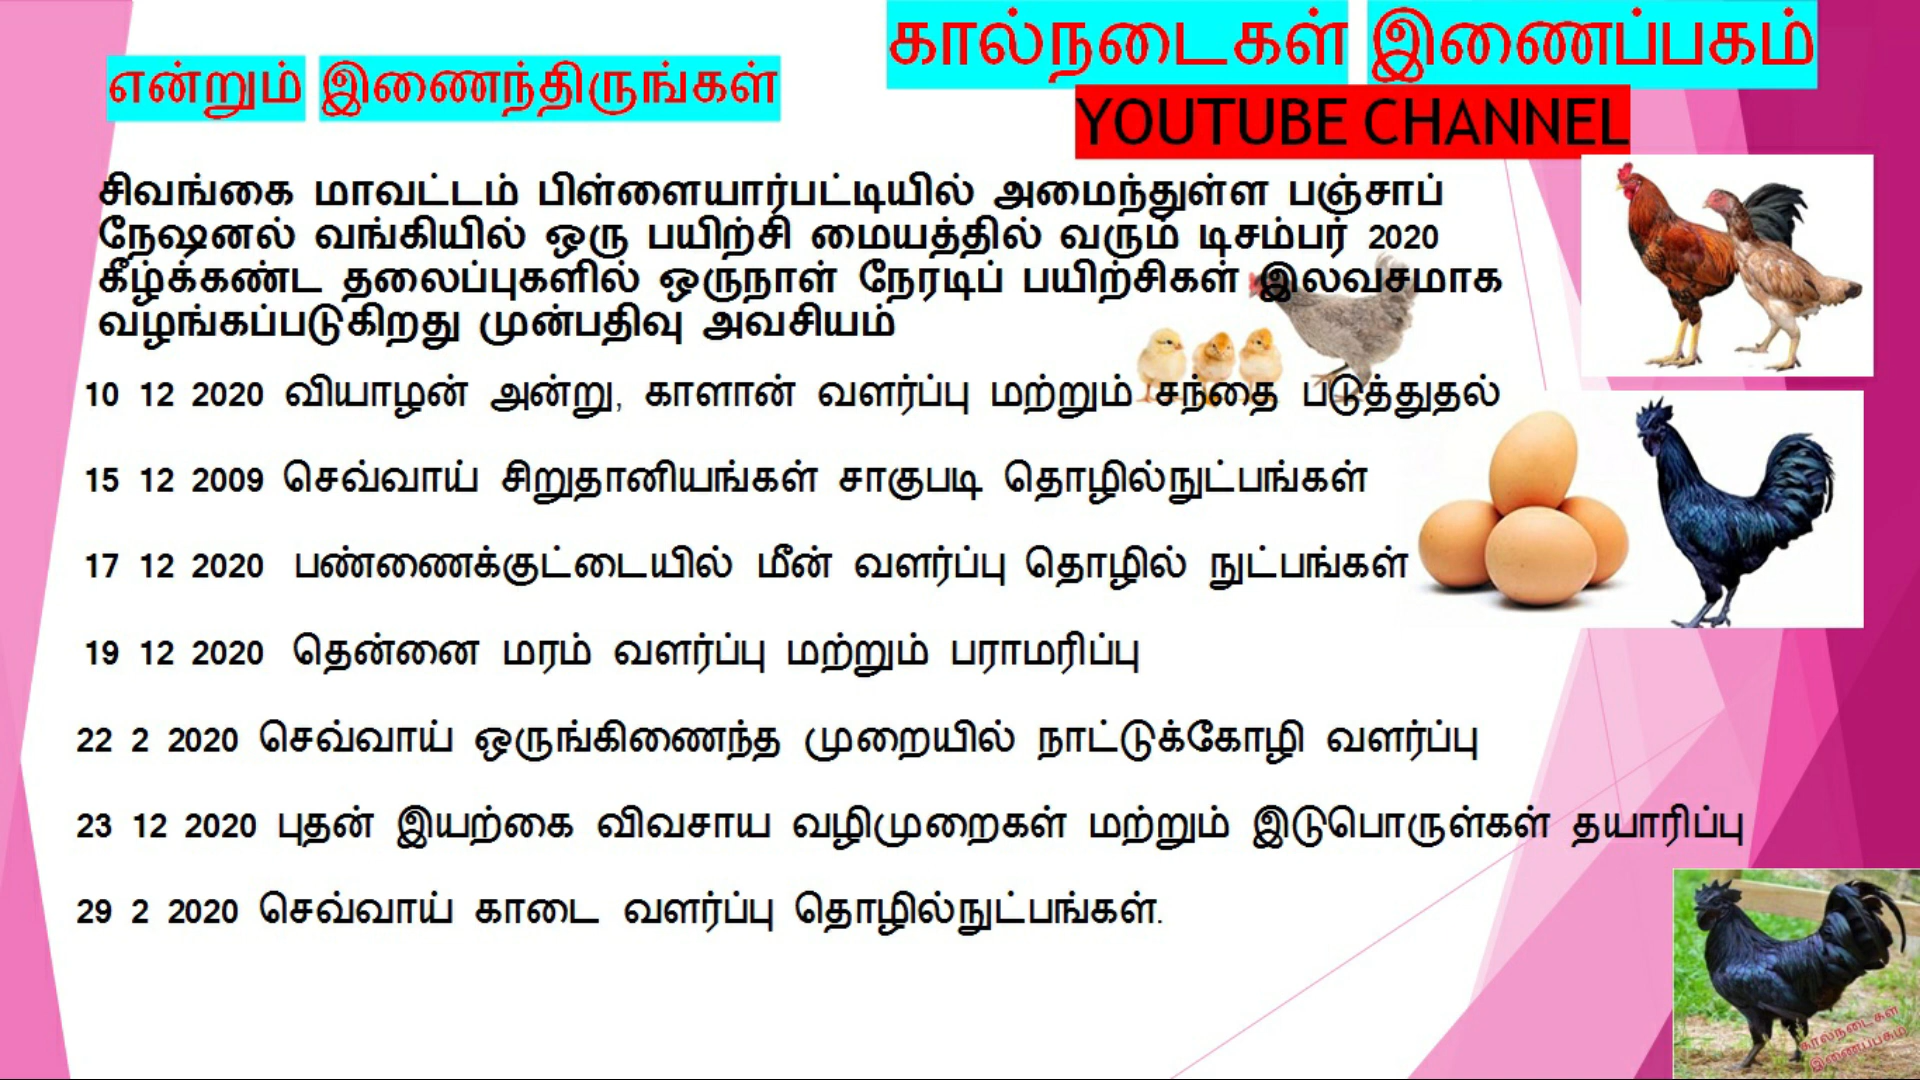 என்றும் இணைந்திருங்கள்
கால்நடைகள் இணைப்பகம்
YOUTUBE CHANNEL
சிவங்கை மாவட்டம் பிள்ளையார்பட்டியில் அமைந்துள்ள பஞ்சாப்
நேஷனல் வங்கியில் ஒரு பயிற்சி மையத்தில் வரும் டிசம்பர் 2020
கீழ்க்கண்ட தலைப்புகளில் ஒருநாள் நேரடிப் பயிற்சிகள் இலவசமாக
வழங்கப்படுகிறது முன்பதிவு அவசியம்
10 12 2020 வியாழன் அன்று, காளான் வளர்ப்பு மற்றும் சந்தை படுத்துதல்
15 12 2009 செவ்வாய் சிறுதானியங்கள் சாகுபடி தொழில்நுட்பங்கள்
17 12 2020 பண்ணைக்குட்டையில் மீன் வளர்ப்பு தொழில் நுட்பங்கள்
19 12 2020 தென்னை மரம் வளர்ப்பு மற்றும் பராமரிப்பு
22 2 2020 செவ்வாய் ஒருங்கிணைந்த முறையில் நாட்டுக்கோழி வளர்ப்பு
23 12 2020 புதன் இயற்கை விவசாய வழிமுறைகள் மற்றும் இடுபொருள்கள் தயாரிப்பு
29 2 2020 செவ்வாய் காடை வளர்ப்பு தொழில்நுட்பங்கள்.
கால்நடைகள்
இணைப்பகம்